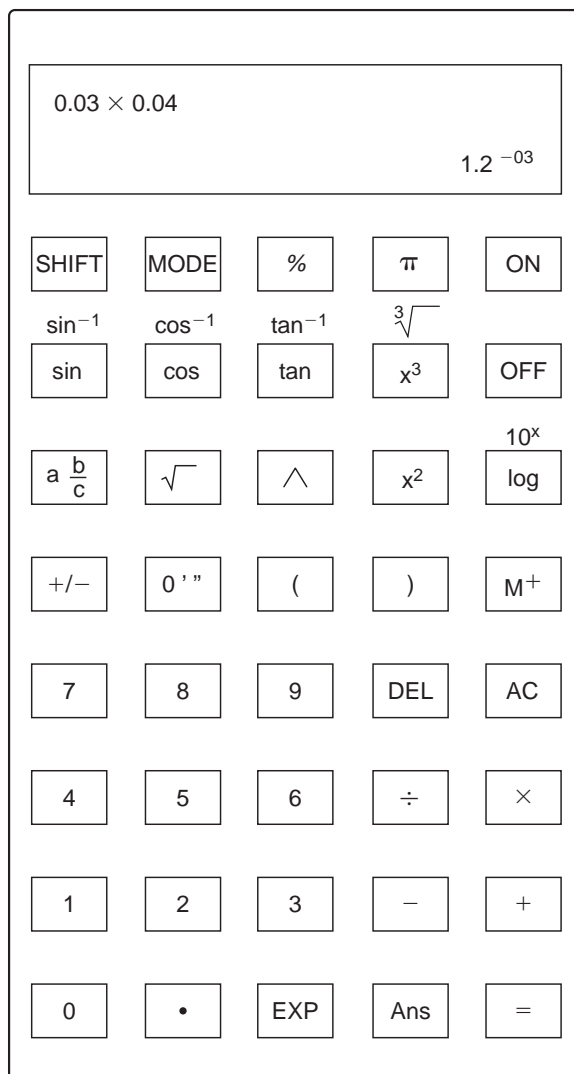 0.03 × 0.04
1.2 ⁻⁰³
SHIFT MODE % π ON
sin⁻¹ cos⁻¹ tan⁻¹ ∛
sin cos tan x³ OFF
10ˣ
a b/c √ ∧ x² log
+/− 0 ' ” ( ) M⁺
7 8 9 DEL AC
4 5 6 ÷ ×
1 2 3 − +
0 • EXP Ans =